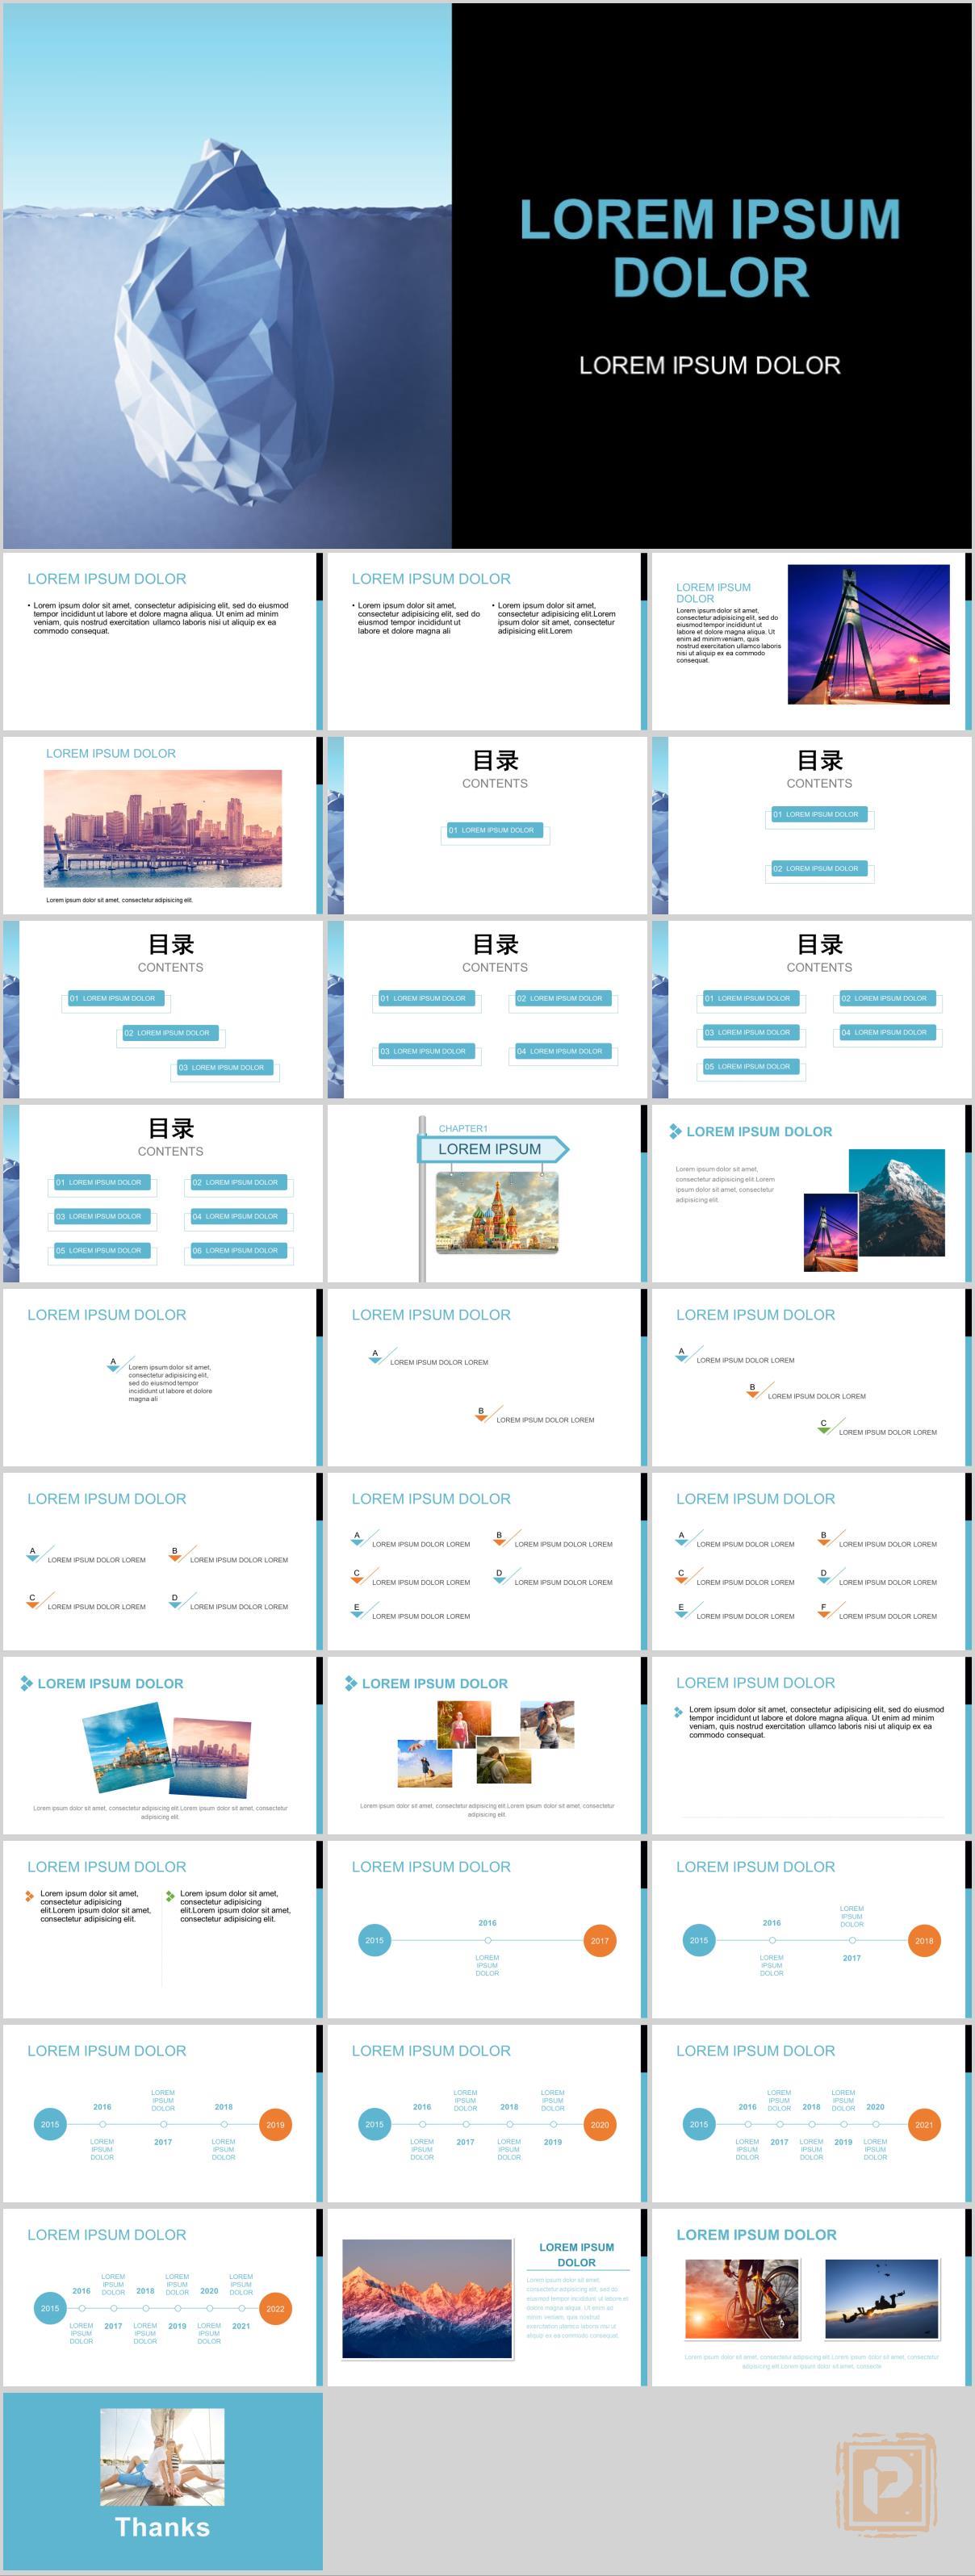 LOREM IPSUM
DOLOR
LOREM IPSUM DOLOR
LOREM IPSUM DOLOR
• Lorem ipsum dolor sit amet, consectetur adipisicing elit, sed do eiusmod
tempor incididunt ut labore et dolore magna aliqua. Ut enim ad minim
veniam, quis nostrud exercitation ullamco laboris nisi ut aliquip ex ea
commodo consequat.
LOREM IPSUM DOLOR
• Lorem ipsum dolor sit amet,
consectetur adipisicing elit, sed do
eiusmod tempor incididunt ut
labore et dolore magna ali
• Lorem ipsum dolor sit amet,
consectetur adipisicing elit.Lorem
ipsum dolor sit amet, consectetur
adipisicing elit.Lorem
LOREM IPSUM
DOLOR
Lorem ipsum dolor sit amet,
consectetur adipisicing elit, sed do
eiusmod tempor incididunt ut
labore et dolore magna aliqua. Ut
enim ad minim veniam, quis
nostrud exercitation ullamco laboris
nisi ut aliquip ex ea commodo
consequat.
LOREM IPSUM DOLOR
Lorem ipsum dolor sit amet, consectetur adipisicing elit.
目录
CONTENTS
01 LOREM IPSUM DOLOR
目录
CONTENTS
01 LOREM IPSUM DOLOR
02 LOREM IPSUM DOLOR
目录
CONTENTS
01 LOREM IPSUM DOLOR
02 LOREM IPSUM DOLOR
03 LOREM IPSUM DOLOR
目录
CONTENTS
01 LOREM IPSUM DOLOR
02 LOREM IPSUM DOLOR
03 LOREM IPSUM DOLOR
04 LOREM IPSUM DOLOR
目录
CONTENTS
01 LOREM IPSUM DOLOR
02 LOREM IPSUM DOLOR
03 LOREM IPSUM DOLOR
04 LOREM IPSUM DOLOR
05 LOREM IPSUM DOLOR
目录
CONTENTS
01 LOREM IPSUM DOLOR
02 LOREM IPSUM DOLOR
03 LOREM IPSUM DOLOR
04 LOREM IPSUM DOLOR
05 LOREM IPSUM DOLOR
06 LOREM IPSUM DOLOR
CHAPTER1
LOREM IPSUM
LOREM IPSUM DOLOR
Lorem ipsum dolor sit amet,
consectetur adipisicing elit.Lorem
ipsum dolor sit amet, consectetur
adipisicing elit.
LOREM IPSUM DOLOR
A
Lorem ipsum dolor sit amet,
consectetur adipisicing elit,
sed do eiusmod tempor
incididunt ut labore et dolore
magna ali
LOREM IPSUM DOLOR
A
LOREM IPSUM DOLOR LOREM
B
LOREM IPSUM DOLOR LOREM
LOREM IPSUM DOLOR
A
LOREM IPSUM DOLOR LOREM
B
LOREM IPSUM DOLOR LOREM
C
LOREM IPSUM DOLOR LOREM
LOREM IPSUM DOLOR
A
LOREM IPSUM DOLOR LOREM
B
LOREM IPSUM DOLOR LOREM
C
LOREM IPSUM DOLOR LOREM
D
LOREM IPSUM DOLOR LOREM
LOREM IPSUM DOLOR
A
LOREM IPSUM DOLOR LOREM
B
LOREM IPSUM DOLOR LOREM
C
LOREM IPSUM DOLOR LOREM
D
LOREM IPSUM DOLOR LOREM
E
LOREM IPSUM DOLOR LOREM
LOREM IPSUM DOLOR
A
LOREM IPSUM DOLOR LOREM
B
LOREM IPSUM DOLOR LOREM
C
LOREM IPSUM DOLOR LOREM
D
LOREM IPSUM DOLOR LOREM
E
LOREM IPSUM DOLOR LOREM
F
LOREM IPSUM DOLOR LOREM
LOREM IPSUM DOLOR
Lorem ipsum dolor sit amet, consectetur adipisicing elit.Lorem ipsum dolor sit amet, consectetur
adipisicing elit.
LOREM IPSUM DOLOR
Lorem ipsum dolor sit amet, consectetur adipisicing elit.Lorem ipsum dolor sit amet, consectetur
adipisicing elit.
LOREM IPSUM DOLOR
Lorem ipsum dolor sit amet, consectetur adipisicing elit, sed do eiusmod
tempor incididunt ut labore et dolore magna aliqua. Ut enim ad minim
veniam, quis nostrud exercitation ullamco laboris nisi ut aliquip ex ea
commodo consequat.
LOREM IPSUM DOLOR
Lorem ipsum dolor sit amet,
consectetur adipisicing
elit.Lorem ipsum dolor sit amet,
consectetur adipisicing elit.
Lorem ipsum dolor sit amet,
consectetur adipisicing
elit.Lorem ipsum dolor sit amet,
consectetur adipisicing elit.
LOREM IPSUM DOLOR
2015
2016
LOREM
IPSUM
DOLOR
2017
LOREM IPSUM DOLOR
2015
2016
LOREM
IPSUM
DOLOR
LOREM
IPSUM
DOLOR
2017
2018
LOREM IPSUM DOLOR
2015
2016
LOREM
IPSUM
DOLOR
LOREM
IPSUM
DOLOR
2017
2018
LOREM
IPSUM
DOLOR
2019
LOREM IPSUM DOLOR
2015
2016
LOREM
IPSUM
DOLOR
LOREM
IPSUM
DOLOR
2017
2018
LOREM
IPSUM
DOLOR
LOREM
IPSUM
DOLOR
2019
2020
LOREM IPSUM DOLOR
2015
2016
LOREM
IPSUM
DOLOR
LOREM
IPSUM
DOLOR
2017
2018
LOREM
IPSUM
DOLOR
LOREM
IPSUM
DOLOR
2019
2020
LOREM
IPSUM
DOLOR
2021
LOREM IPSUM DOLOR
2015
2016
LOREM
IPSUM
DOLOR
LOREM
IPSUM
DOLOR
2017
2018
LOREM
IPSUM
DOLOR
LOREM
IPSUM
DOLOR
2019
2020
LOREM
IPSUM
DOLOR
LOREM
IPSUM
DOLOR
2021
2022
LOREM IPSUM
DOLOR
Lorem ipsum dolor sit amet,
consectetur adipisicing elit, sed do
eiusmod tempor incididunt ut labore et
dolore magna aliqua. Ut enim ad
minim veniam, quis nostrud
exercitation ullamco laboris nisi ut
aliquip ex ea commodo consequat.
LOREM IPSUM DOLOR
Lorem ipsum dolor sit amet, consectetur adipisicing elit.Lorem ipsum dolor sit amet, consectetur
adipisicing elit.Lorem ipsum dolor sit amet, consecte
Thanks